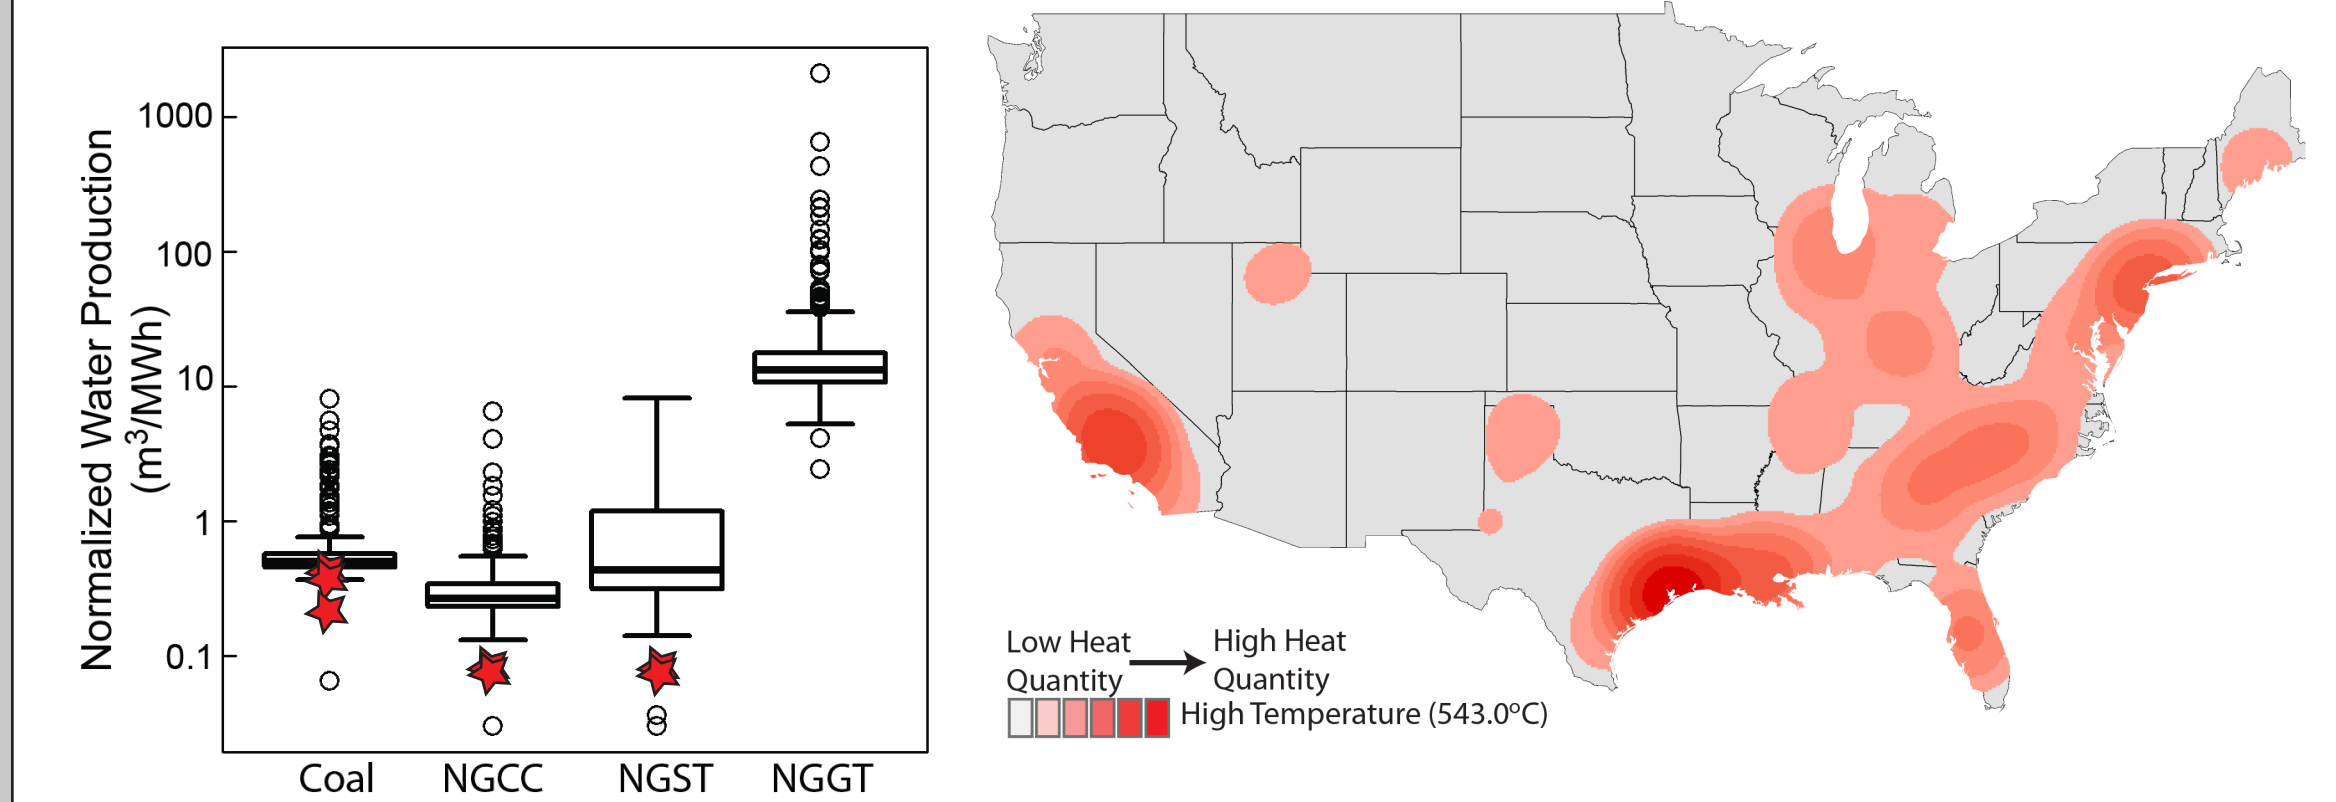 Normalized Water Production
(m³/MWh)
1000
100
10
1
0.1
Coal NGCC NGST NGGT
Low Heat Quantity
High Heat Quantity
High Temperature (543.0ºC)